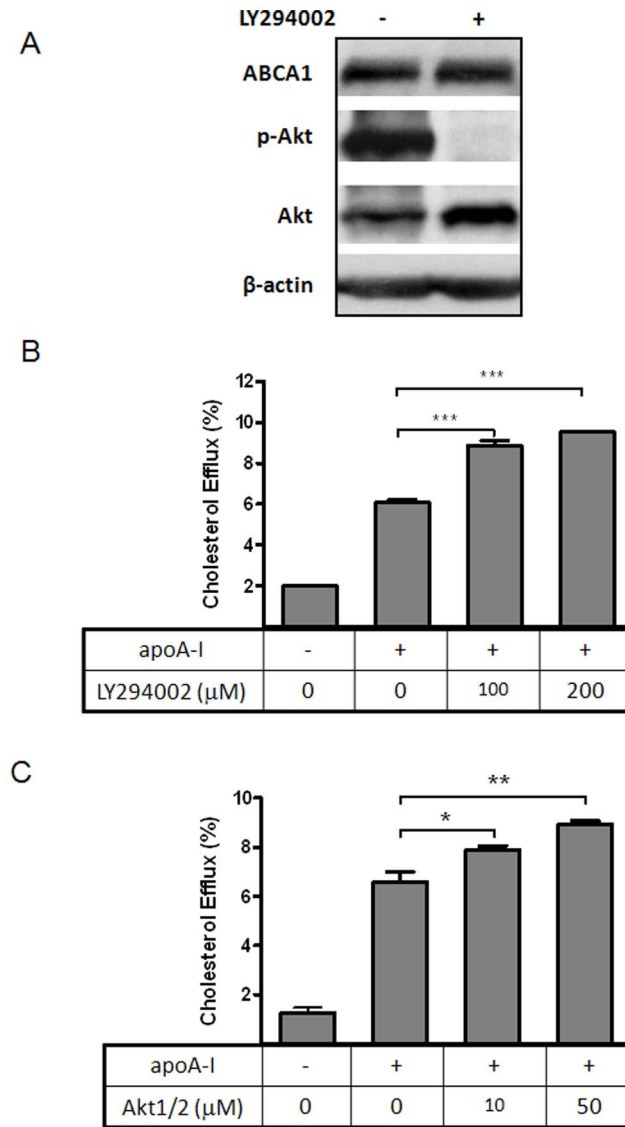 A
LY294002 - +
ABCA1
p-Akt
Akt
β-actin
B
Cholesterol Efflux (%)
12
10
8
6
4
2
*** 
***
apoA-I - + + +
LY294002 (μM) 0 0 100 200
C
Cholesterol Efflux (%)
10
8
6
4
2
**
*
apoA-I - + + +
Akt1/2 (μM) 0 0 10 50